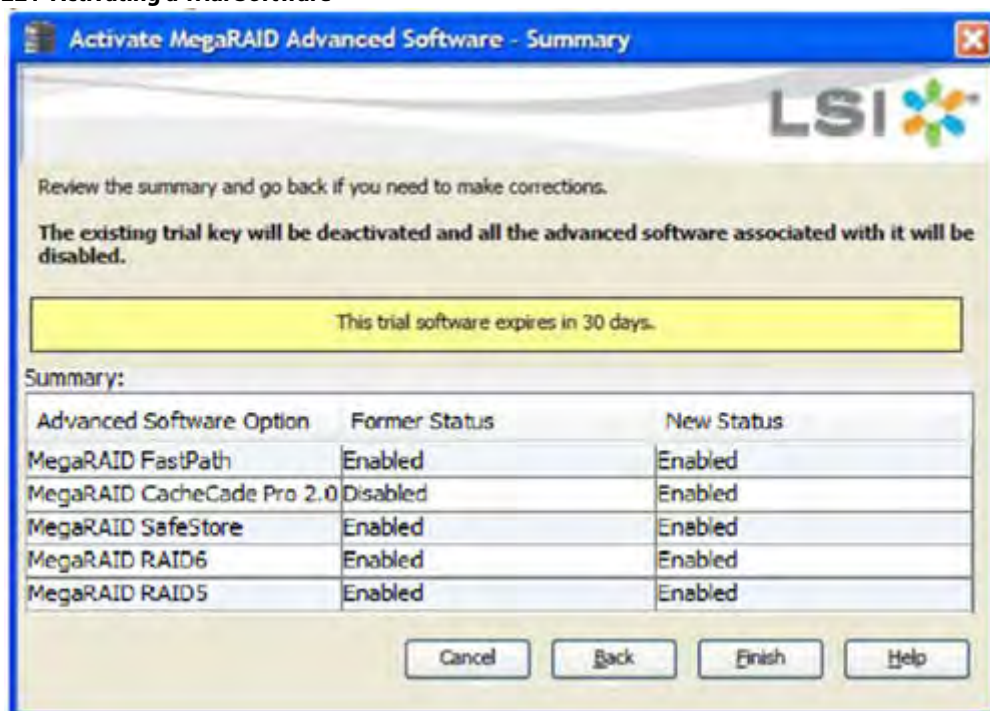 Activating a Trial Software
Activate MegaRAID Advanced Software - Summary
LSI
Review the summary and go back if you need to make corrections.
The existing trial key will be deactivated and all the advanced software associated with it will be
disabled.
This trial software expires in 30 days.
Summary:
Advanced Software Option Former Status New Status
MegaRAID FastPath Enabled Enabled
MegaRAID CacheCade Pro 2.0 Disabled Enabled
MegaRAID SafeStore Enabled Enabled
MegaRAID RAID6 Enabled Enabled
MegaRAID RAID5 Enabled Enabled
Cancel Back Finish Help